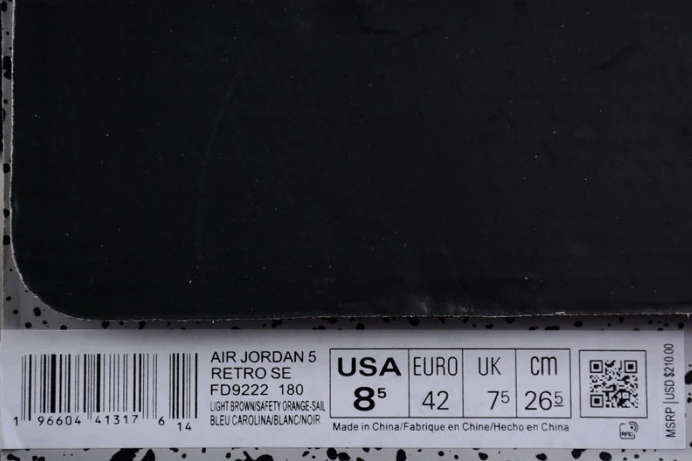 AIR JORDAN 5
RETRO SE
FD9222 180
LIGHT BROWN/SAFETY ORANGE-SAIL
BLEU CAROLINA/BLANC/NOIR
1 96604 41317 6 14
USA EURO UK cm
8⁵ 42 7⁵ 26⁵
Made in China/Fabrique en Chine/Hecho en China
MSRP |USD $210.00